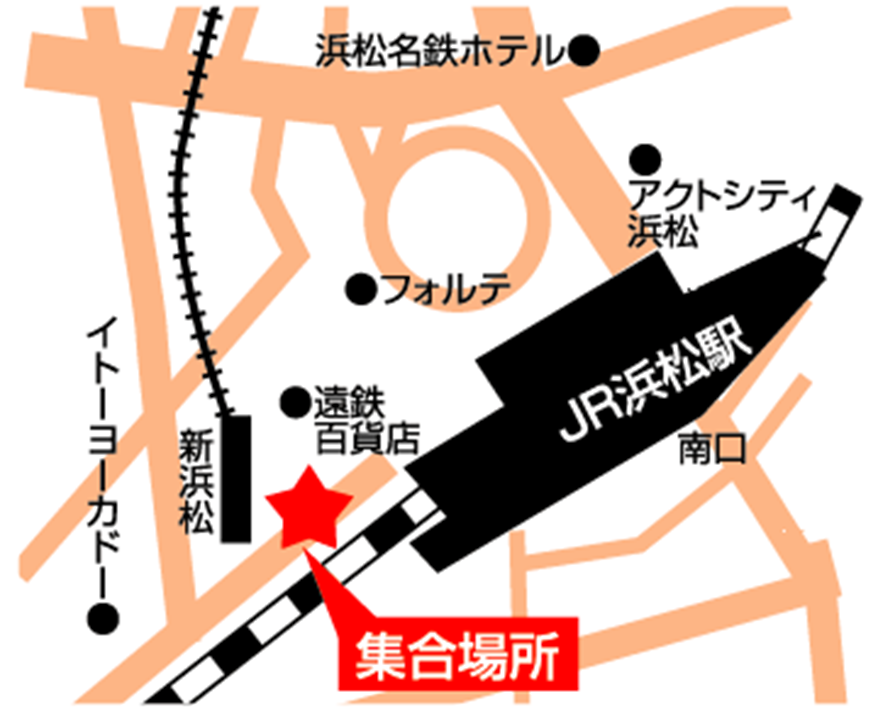 浜松名鉄ホテル
アクトシティ
浜松
フォルテ
イトーヨーカドー
遠鉄
百貨店
新浜松
JR浜松駅
南口
集合場所